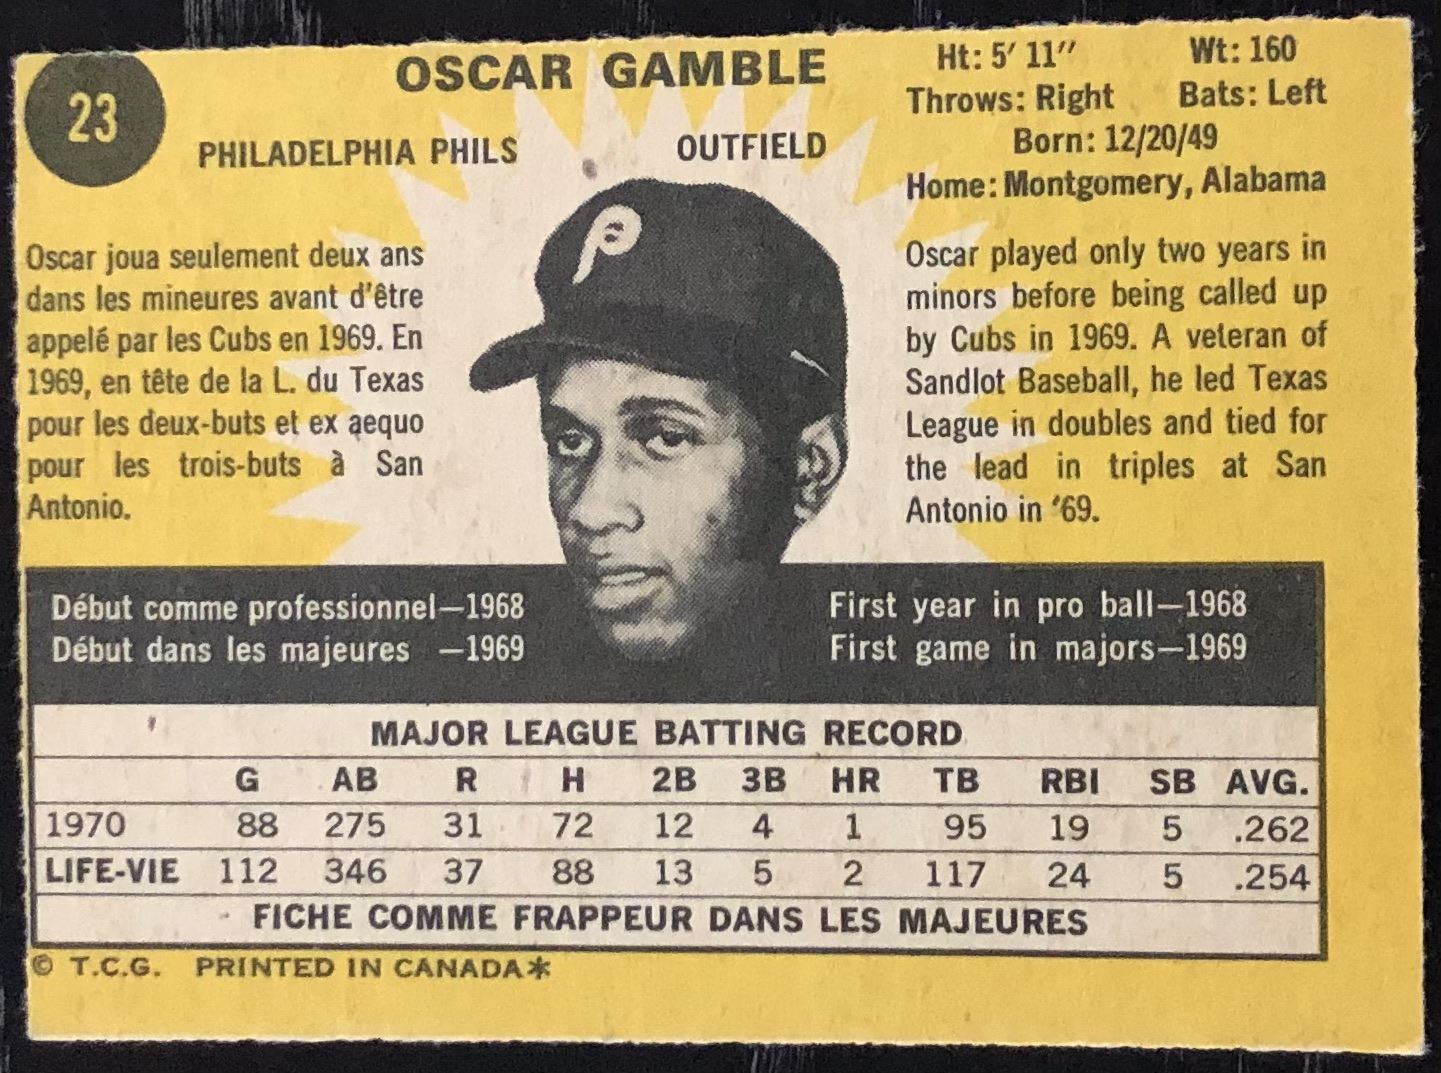 23
OSCAR GAMBLE
PHILADELPHIA PHILS OUTFIELD
Ht: 5' 11" Wt: 160
Throws: Right Bats: Left
Born: 12/20/49
Home: Montgomery, Alabama
Oscar joua seulement deux ans
dans les mineures avant d'être
appelé par les Cubs en 1969. En
1969, en tête de la L. du Texas
pour les deux-buts et ex aequo
pour les trois-buts à San
Antonio.
P
Oscar played only two years in
minors before being called up
by Cubs in 1969. A veteran of
Sandlot Baseball, he led Texas
League in doubles and tied for
the lead in triples at San
Antonio in '69.
Début comme professionnel—1968
Début dans les majeures —1969
First year in pro ball—1968
First game in majors—1969
MAJOR LEAGUE BATTING RECORD
G AB R H 2B 3B HR TB RBI SB AVG.
1970 88 275 31 72 12 4 1 95 19 5 .262
LIFE-VIE 112 346 37 88 13 5 2 117 24 5 .254
FICHE COMME FRAPPEUR DANS LES MAJEURES
© T.C.G. PRINTED IN CANADA*